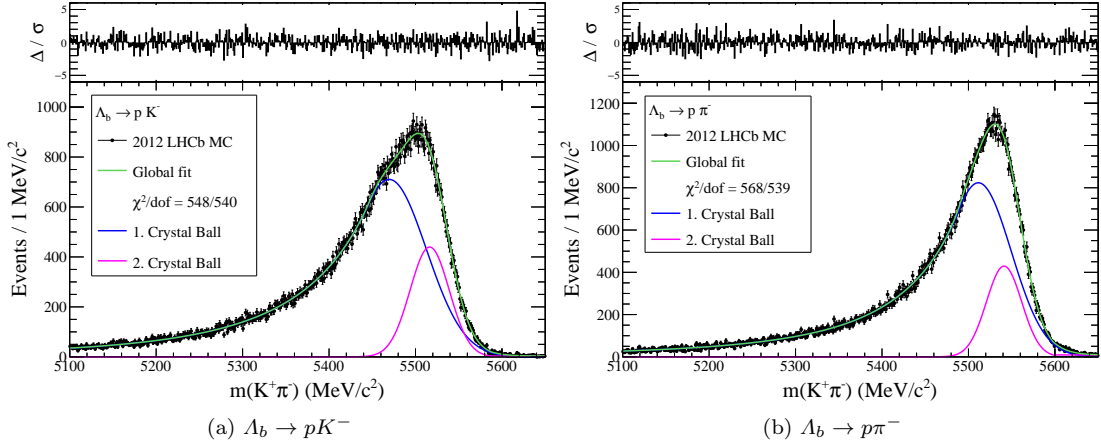 Δ / σ
5
0
−5
Events / 1 MeV/c²
1000
800
600
400
200
0
Λb → p K⁻
2012 LHCb MC
Global fit
χ²/dof = 548/540
1. Crystal Ball
2. Crystal Ball
5100 5200 5300 5400 5500 5600
m(K⁺π⁻) (MeV/c²)
(a) Λb → pK−
Δ / σ
5
0
−5
Events / 1 MeV/c²
1200
1000
800
600
400
200
0
Λb → p π⁻
2012 LHCb MC
Global fit
χ²/dof = 568/539
1. Crystal Ball
2. Crystal Ball
5100 5200 5300 5400 5500 5600
m(K⁺π⁻) (MeV/c²)
(b) Λb → pπ−